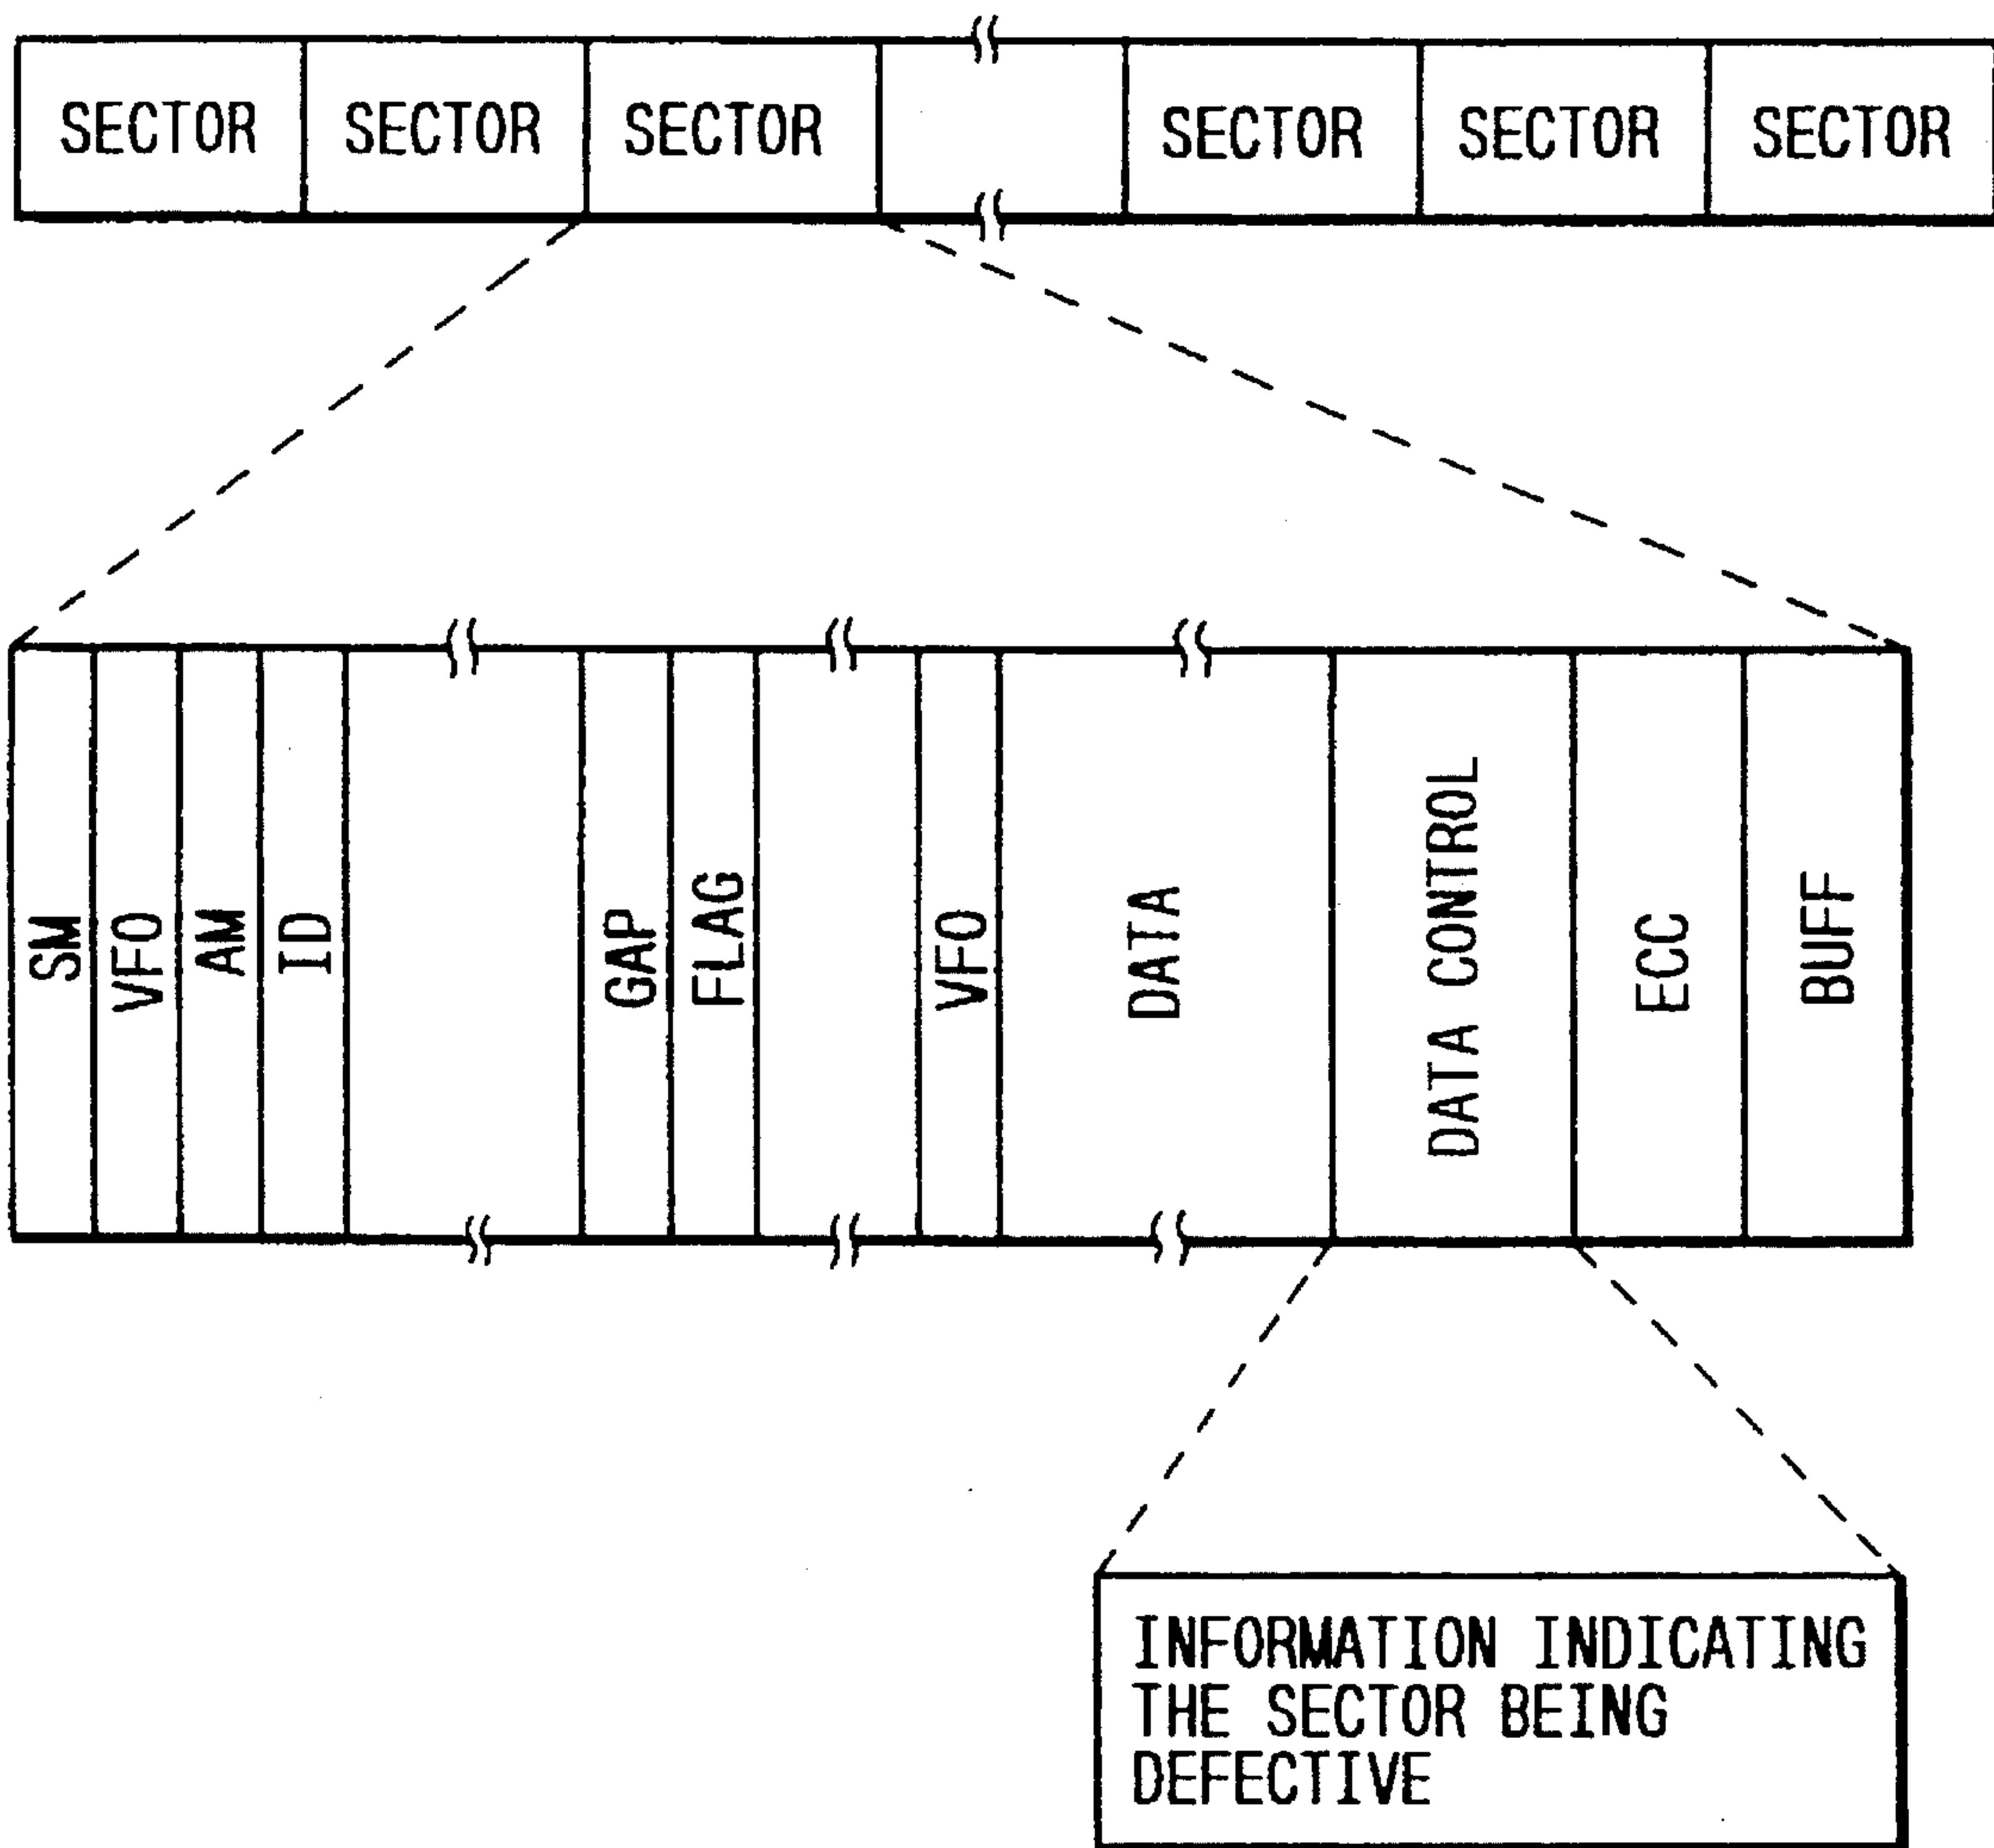 SECTOR SECTOR SECTOR SECTOR SECTOR SECTOR
SM VFO AM ID GAP FLAG VFO DATA DATA CONTROL ECC BUFF
INFORMATION INDICATING
THE SECTOR BEING
DEFECTIVE